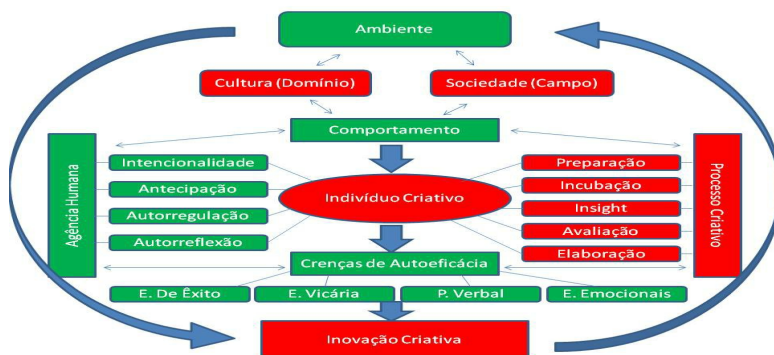 Ambiente
Cultura (Domínio)
Sociedade (Campo)
Comportamento
Agência Humana
Intencionalidade
Antecipação
Autorregulação
Autorreflexão
Indivíduo Criativo
Preparação
Incubação
Insight
Avaliação
Elaboração
Processo Criativo
Crenças de Autoeficácia
E. De Êxito
E. Vicária
P. Verbal
E. Emocionais
Inovação Criativa